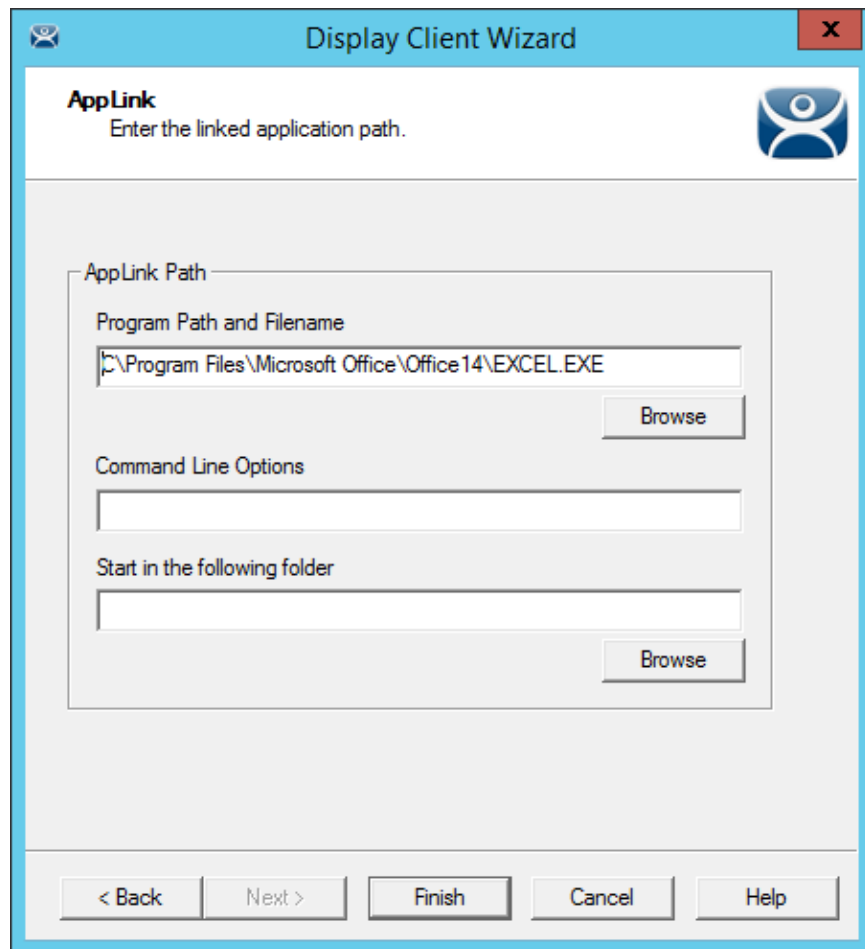 Display Client Wizard
x
AppLink
Enter the linked application path.
AppLink Path
Program Path and Filename
C\Program Files\Microsoft Office\Office14\EXCEL.EXE
Browse
Command Line Options
Start in the following folder
Browse
< Back Next > Finish Cancel Help